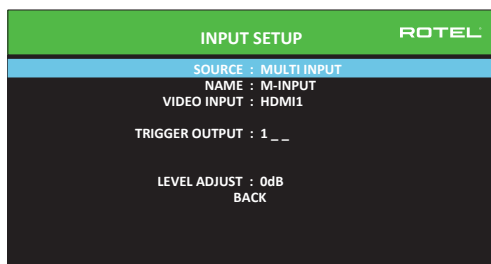 INPUT SETUP
ROTEL
SOURCE : MULTI INPUT
NAME : M-INPUT
VIDEO INPUT : HDMI1
TRIGGER OUTPUT : 1 _ _
LEVEL ADJUST : 0dB
BACK